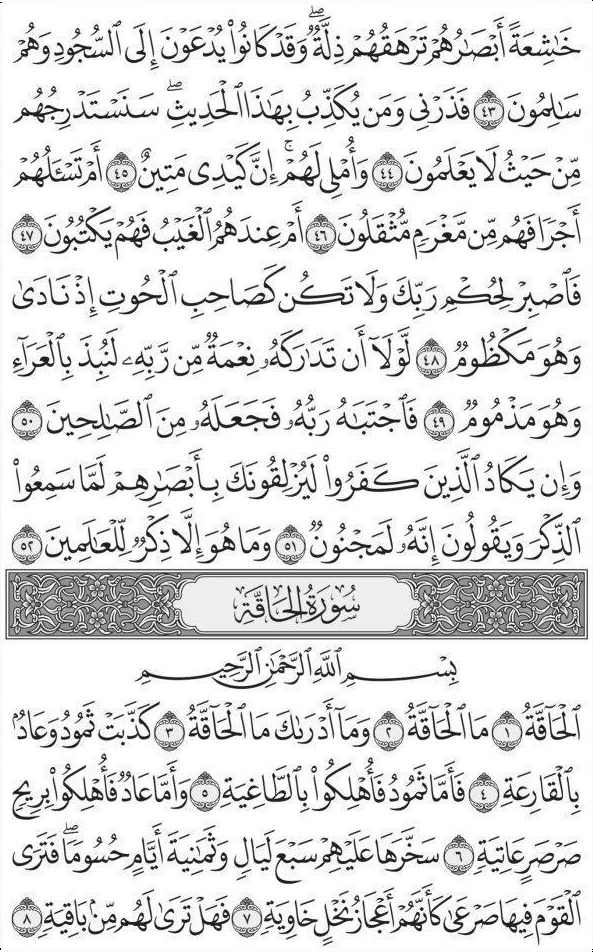 خَٰشِعَةً أَبْصَٰرُهُمْ تَرْهَقُهُمْ ذِلَّةٌۖ وَقَدْ كَانُوا۟ يُدْعَوْنَ إِلَى ٱلسُّجُودِ وَهُمْ
سَٰلِمُونَ ٤٣ فَذَرْنِى وَمَن يُكَذِّبُ بِهَٰذَا ٱلْحَدِيثِۖ سَنَسْتَدْرِجُهُم
مِّنْ حَيْثُ لَا يَعْلَمُونَ ٤٤ وَأُمْلِى لَهُمْۚ إِنَّ كَيْدِى مَتِينٌ ٤٥ أَمْ تَسْـَٔلُهُمْ
أَجْرًا فَهُم مِّن مَّغْرَمٍ مُّثْقَلُونَ ٤٦ أَمْ عِندَهُمُ ٱلْغَيْبُ فَهُمْ يَكْتُبُونَ ٤٧
فَٱصْبِرْ لِحُكْمِ رَبِّكَ وَلَا تَكُن كَصَاحِبِ ٱلْحُوتِ إِذْ نَادَىٰ
وَهُوَ مَكْظُومٌ ٤٨ لَّوْلَآ أَن تَدَٰرَكَهُۥ نِعْمَةٌ مِّن رَّبِّهِۦ لَنُبِذَ بِٱلْعَرَآءِ
وَهُوَ مَذْمُومٌ ٤٩ فَٱجْتَبَٰهُ رَبُّهُۥ فَجَعَلَهُۥ مِنَ ٱلصَّٰلِحِينَ ٥٠
وَإِن يَكَادُ ٱلَّذِينَ كَفَرُوا۟ لَيُزْلِقُونَكَ بِأَبْصَٰرِهِمْ لَمَّا سَمِعُوا۟
ٱلذِّكْرَ وَيَقُولُونَ إِنَّهُۥ لَمَجْنُونٌ ٥١ وَمَا هُوَ إِلَّا ذِكْرٌ لِّلْعَٰلَمِينَ ٥٢
سُورَةُ الحَاقَّةِ
بِسْمِ ٱللَّهِ ٱلرَّحْمَٰنِ ٱلرَّحِيمِ
ٱلْحَآقَّةُ ١ مَا ٱلْحَآقَّةُ ٢ وَمَآ أَدْرَىٰكَ مَا ٱلْحَآقَّةُ ٣ كَذَّبَتْ ثَمُودُ وَعَادٌۢ
بِٱلْقَارِعَةِ ٤ فَأَمَّا ثَمُودُ فَأُهْلِكُوا۟ بِٱلطَّاغِيَةِ ٥ وَأَمَّا عَادٌ فَأُهْلِكُوا۟ بِرِيحٍ
صَرْصَرٍ عَاتِيَةٍ ٦ سَخَّرَهَا عَلَيْهِمْ سَبْعَ لَيَالٍ وَثَمَٰنِيَةَ أَيَّامٍ حُسُومًاۖ فَتَرَى
ٱلْقَوْمَ فِيهَا صَرْعَىٰ كَأَنَّهُمْ أَعْجَازُ نَخْلٍ خَاوِيَةٍ ٧ فَهَلْ تَرَىٰ لَهُم مِّنۢ بَاقِيَةٍ ٨